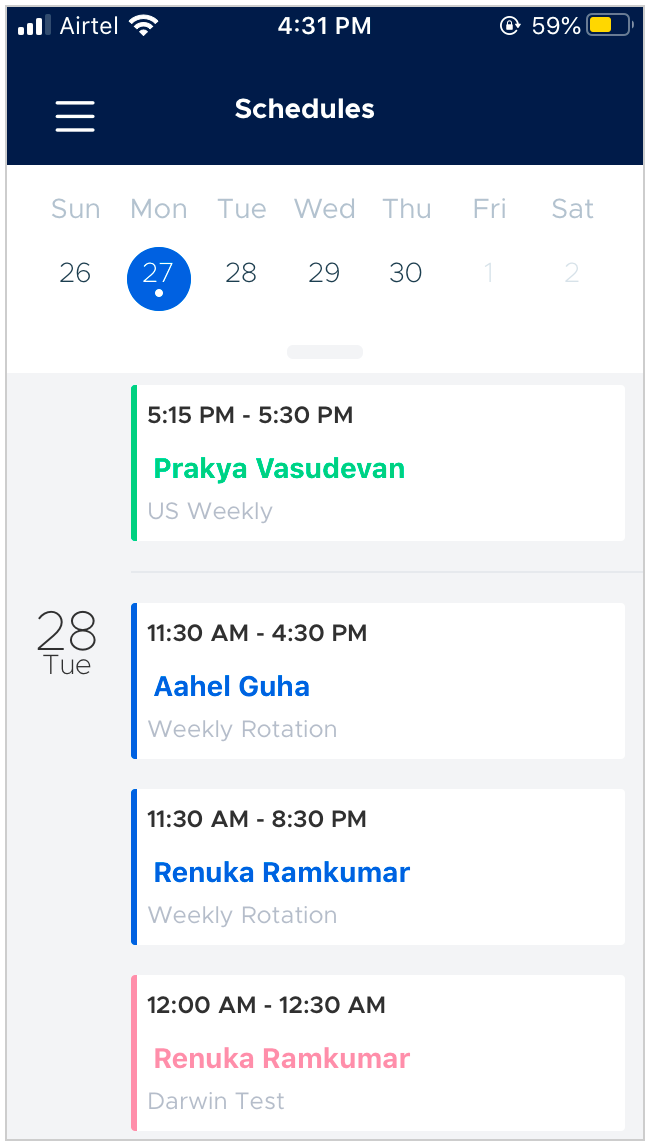 Airtel 4:31 PM 59%
Schedules
Sun Mon Tue Wed Thu Fri Sat
26 27 28 29 30 1 2
5:15 PM - 5:30 PM
Prakya Vasudevan
US Weekly
28
Tue
11:30 AM - 4:30 PM
Aahel Guha
Weekly Rotation
11:30 AM - 8:30 PM
Renuka Ramkumar
Weekly Rotation
12:00 AM - 12:30 AM
Renuka Ramkumar
Darwin Test